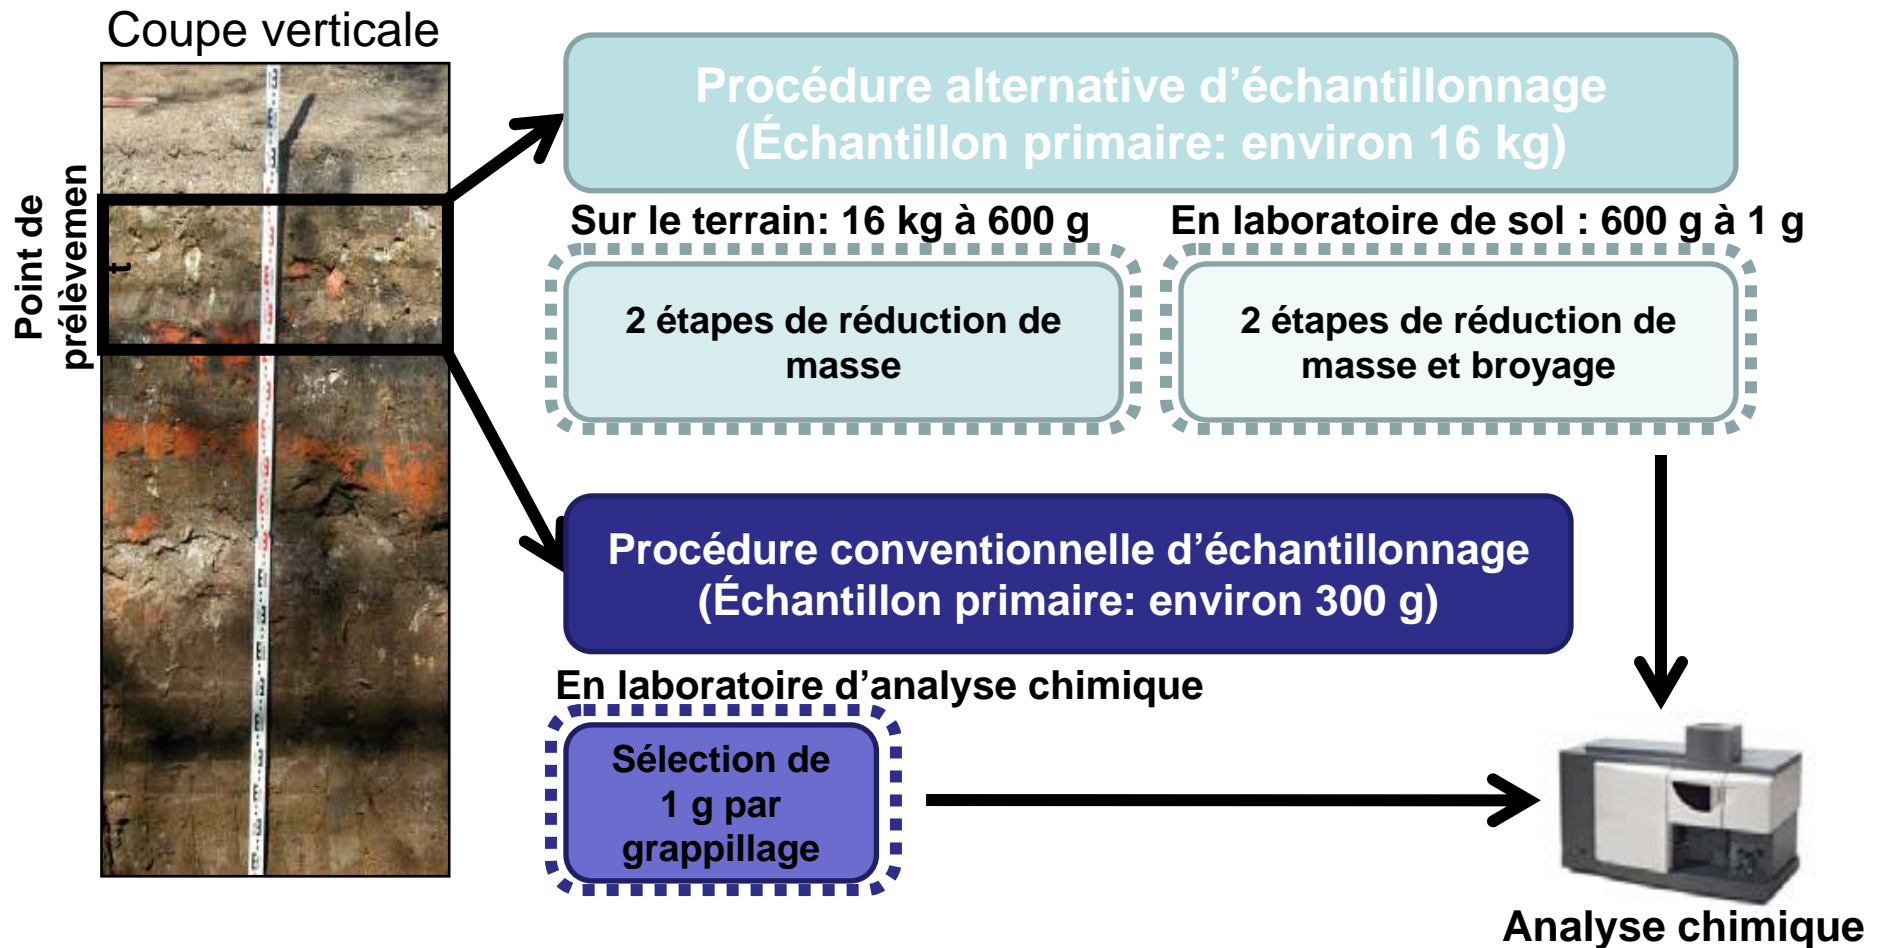 Coupe verticale
Point de
prélèvemen
t
Procédure alternative d’échantillonnage
(Échantillon primaire: environ 16 kg)
Sur le terrain: 16 kg à 600 g
2 étapes de réduction de
masse
En laboratoire de sol : 600 g à 1 g
2 étapes de réduction de
masse et broyage
Procédure conventionnelle d’échantillonnage
(Échantillon primaire: environ 300 g)
En laboratoire d’analyse chimique
Sélection de
1 g par
grappillage
Analyse chimique